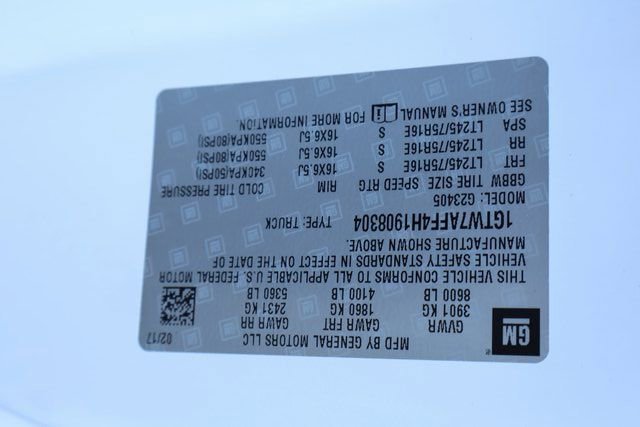 GM
MFD BY GENERAL MOTORS LLC 02/17
GVWR GAWR FRT GAWR RR
3901 KG 1860 KG 2431 KG
8600 LB 4100 LB 5360 LB
THIS VEHICLE CONFORMS TO ALL APPLICABLE U.S. FEDERAL MOTOR
VEHICLE SAFETY STANDARDS IN EFFECT ON THE DATE OF
MANUFACTURE SHOWN ABOVE.
1GTW7AFF4H1908304 TYPE: TRUCK
MODEL: G23405
GBBW TIRE SIZE SPEED RTG RIM COLD TIRE PRESSURE
FRT LT245/75R16E S 16X6.5J 340KPA(50PSI)
RR LT245/75R16E S 16X6.5J 550KPA(80PSI)
SPA LT245/75R16E S 16X6.5J 550KPA(80PSI)
SEE OWNER'S MANUAL FOR MORE INFORMATION.